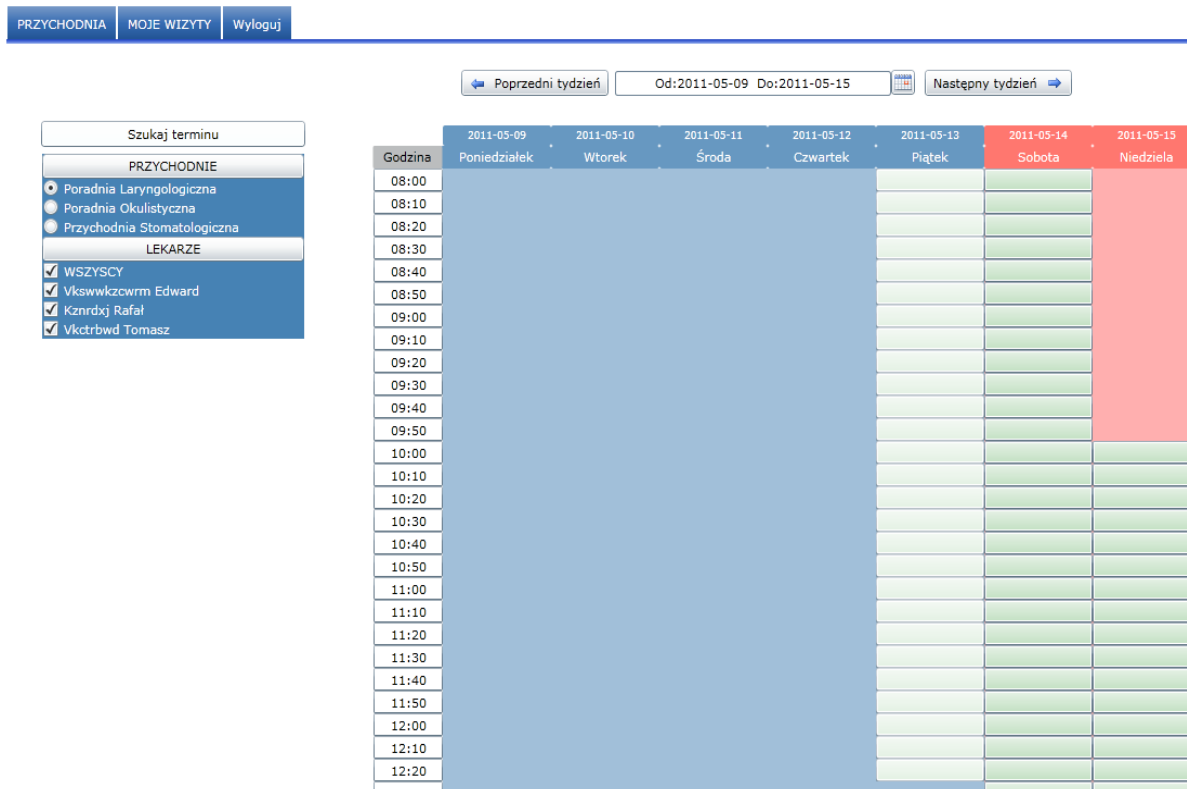 PRZYCHODNIA MOJE WIZYTY Wyloguj
Poprzedni tydzień Od:2011-05-09 Do:2011-05-15 Następny tydzień
Szukaj terminu
PRZYCHODNIE
Poradnia Laryngologiczna
Poradnia Okulistyczna
Przychodnia Stomatologiczna
LEKARZE
WSZYSCY
Vkswwkzcwrm Edward
Kznrdxj Rafał
Vkctrbwd Tomasz
2011-05-09 2011-05-10 2011-05-11 2011-05-12 2011-05-13 2011-05-14 2011-05-15
Godzina Poniedziałek Wtorek Środa Czwartek Piątek Sobota Niedziela
08:00
08:10
08:20
08:30
08:40
08:50
09:00
09:10
09:20
09:30
09:40
09:50
10:00
10:10
10:20
10:30
10:40
10:50
11:00
11:10
11:20
11:30
11:40
11:50
12:00
12:10
12:20